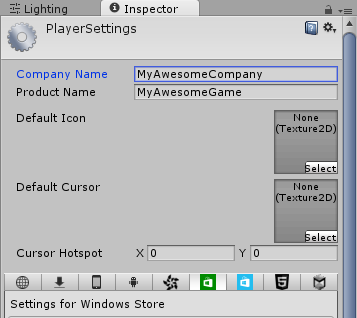 Lighting Inspector
PlayerSettings
Company Name MyAwesomeCompany
Product Name MyAwesomeGame
Default Icon
None
(Texture2D)
Select
Default Cursor
None
(Texture2D)
Select
Cursor Hotspot X 0 Y 0
Settings for Windows Store